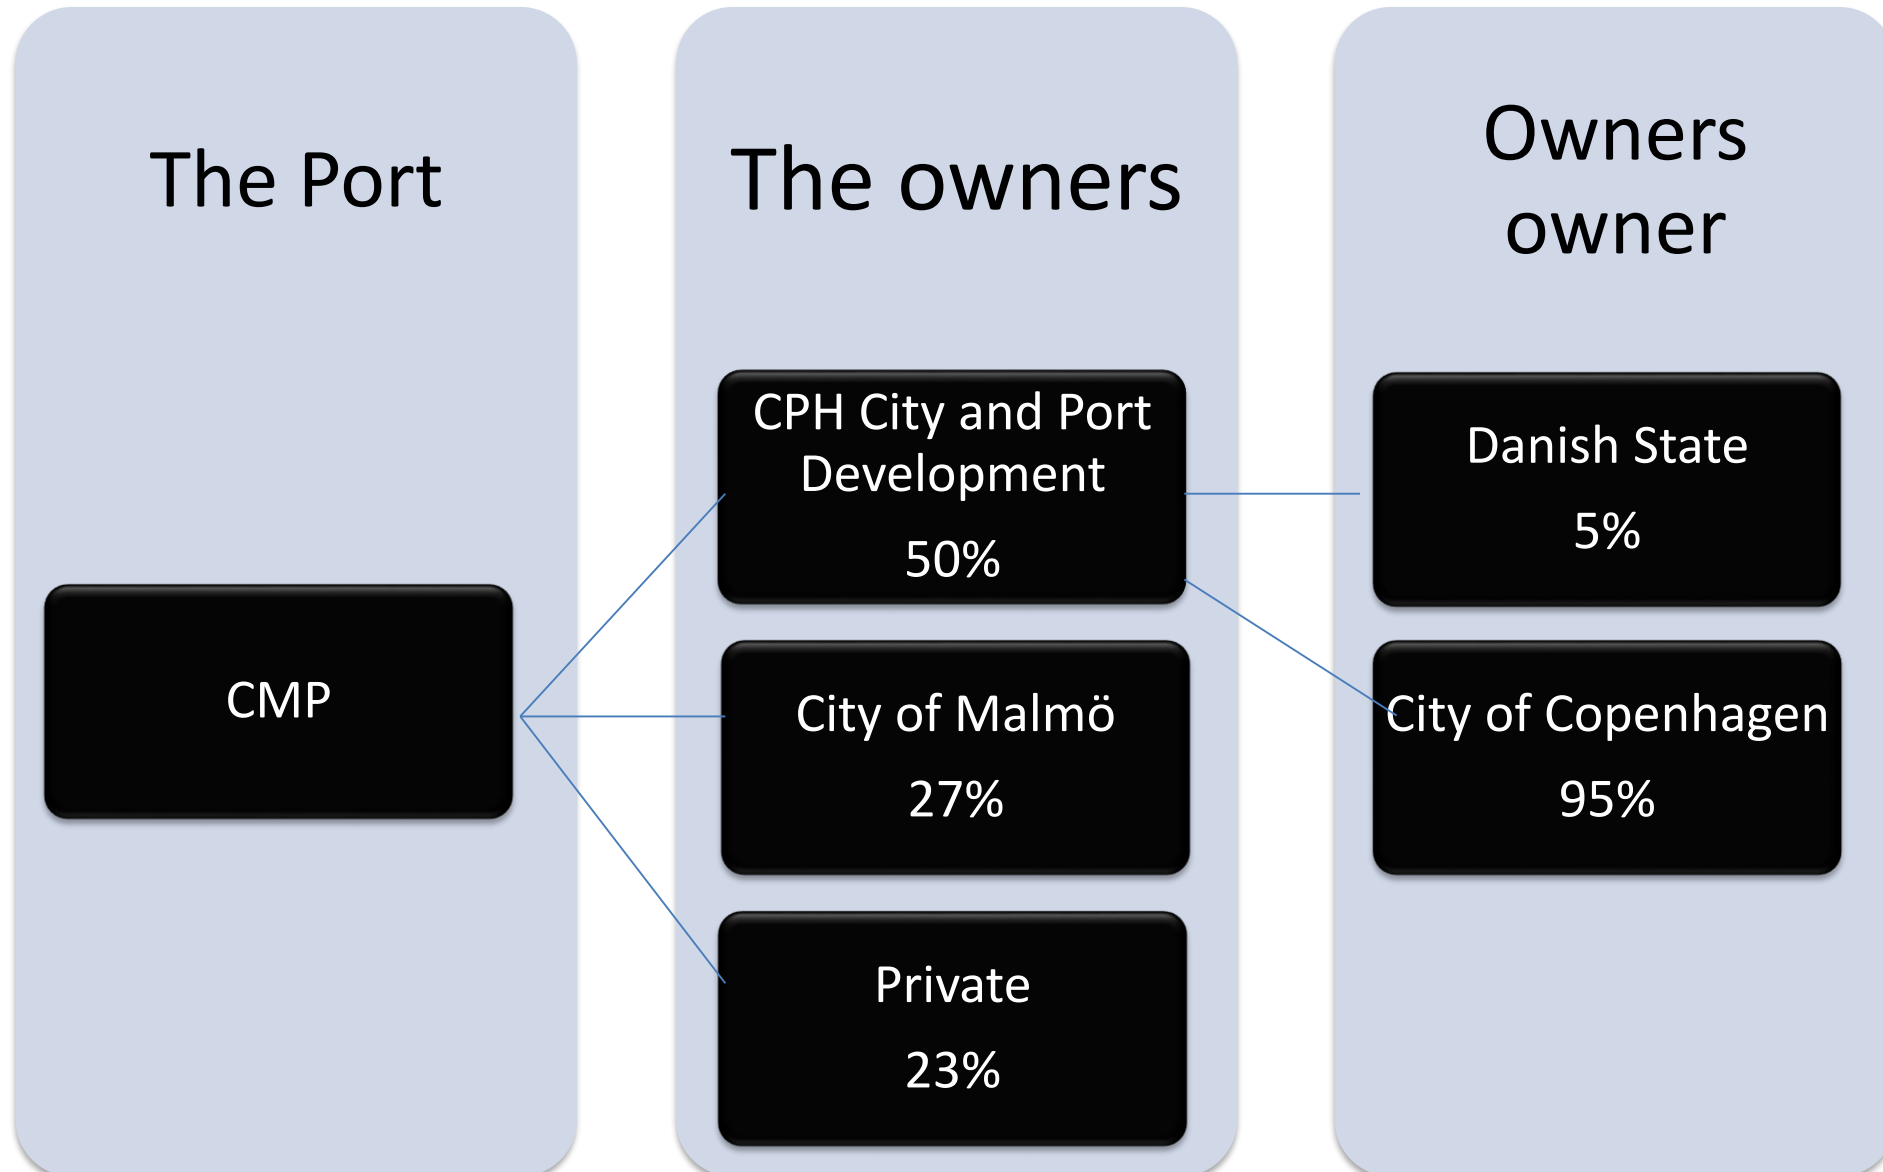 The Port
CMP
The owners
CPH City and Port
Development
50%
City of Malmö
27%
Private
23%
Owners
owner
Danish State
5%
City of Copenhagen
95%